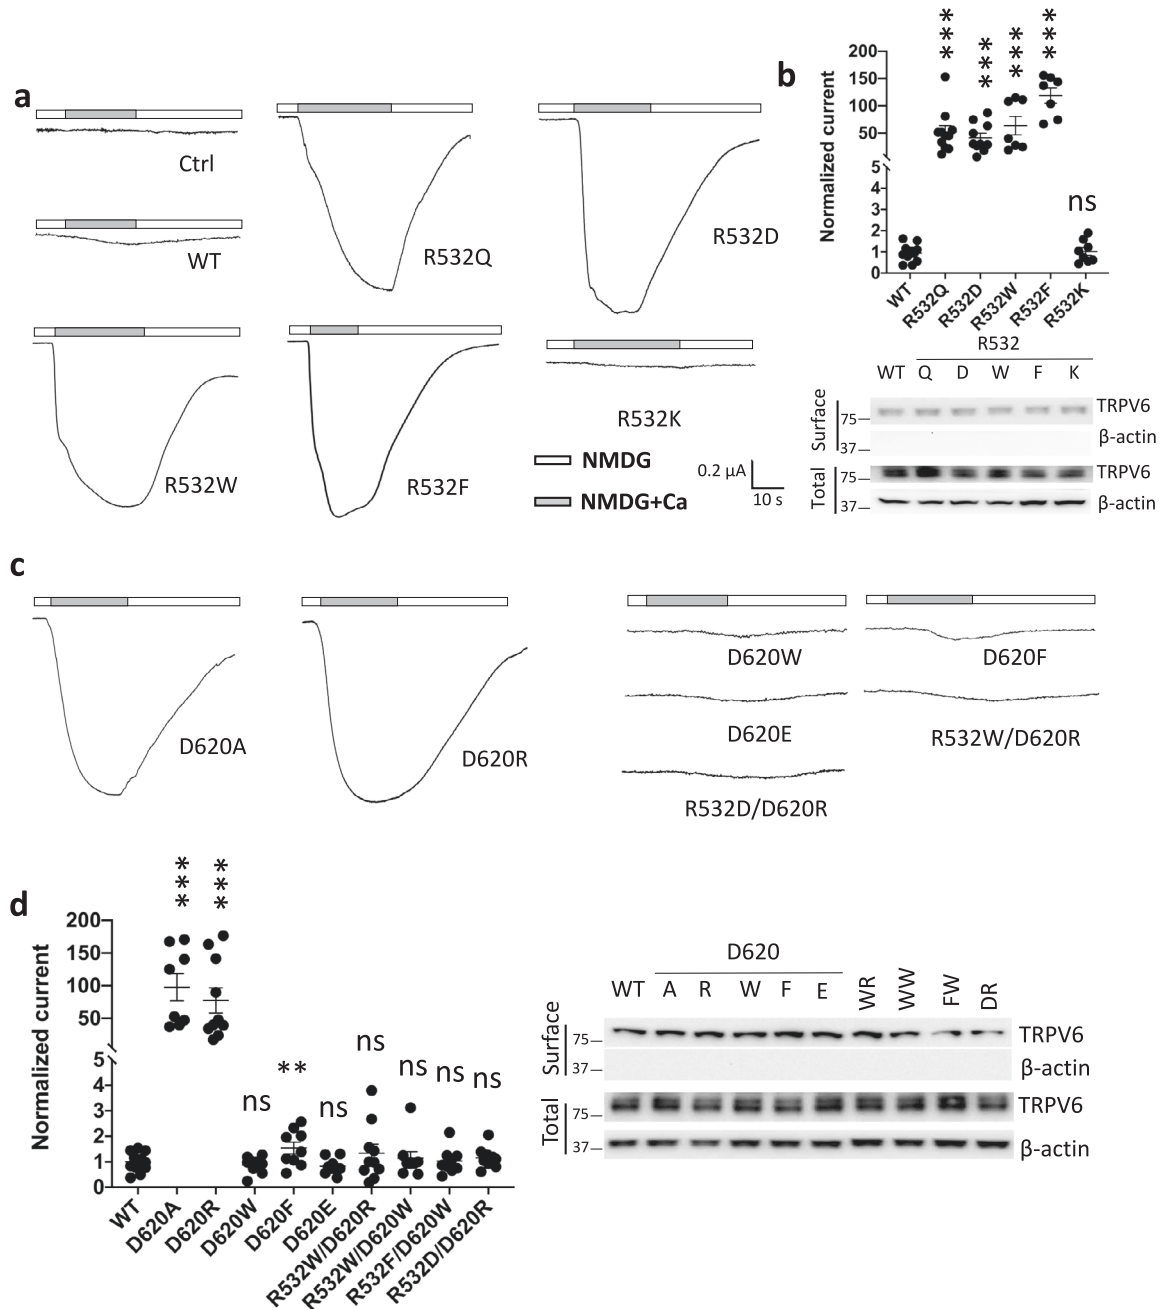 a
Ctrl
WT
R532Q
R532D
R532W
R532F
R532K
NMDG
NMDG+Ca
0.2 µA
10 s
b
*** *** *** ***
ns
Normalized current
200
150
100
50
5
4
3
2
1
0
WT R532Q R532D R532W R532F R532K
R532
WT Q D W F K
Surface
75
37
TRPV6
β-actin
Total
75
37
TRPV6
β-actin
c
D620A
D620R
D620W
D620F
D620E
R532W/D620R
R532D/D620R
d
*** ***
ns ** ns ns ns ns ns
Normalized current
200
150
100
50
5
4
3
2
1
0
WT D620A D620R D620W D620F D620E R532W/D620R R532W/D620W R532F/D620W R532D/D620R
D620
WT A R W F E WR WW FW DR
Surface
75
37
TRPV6
β-actin
Total
75
37
TRPV6
β-actin